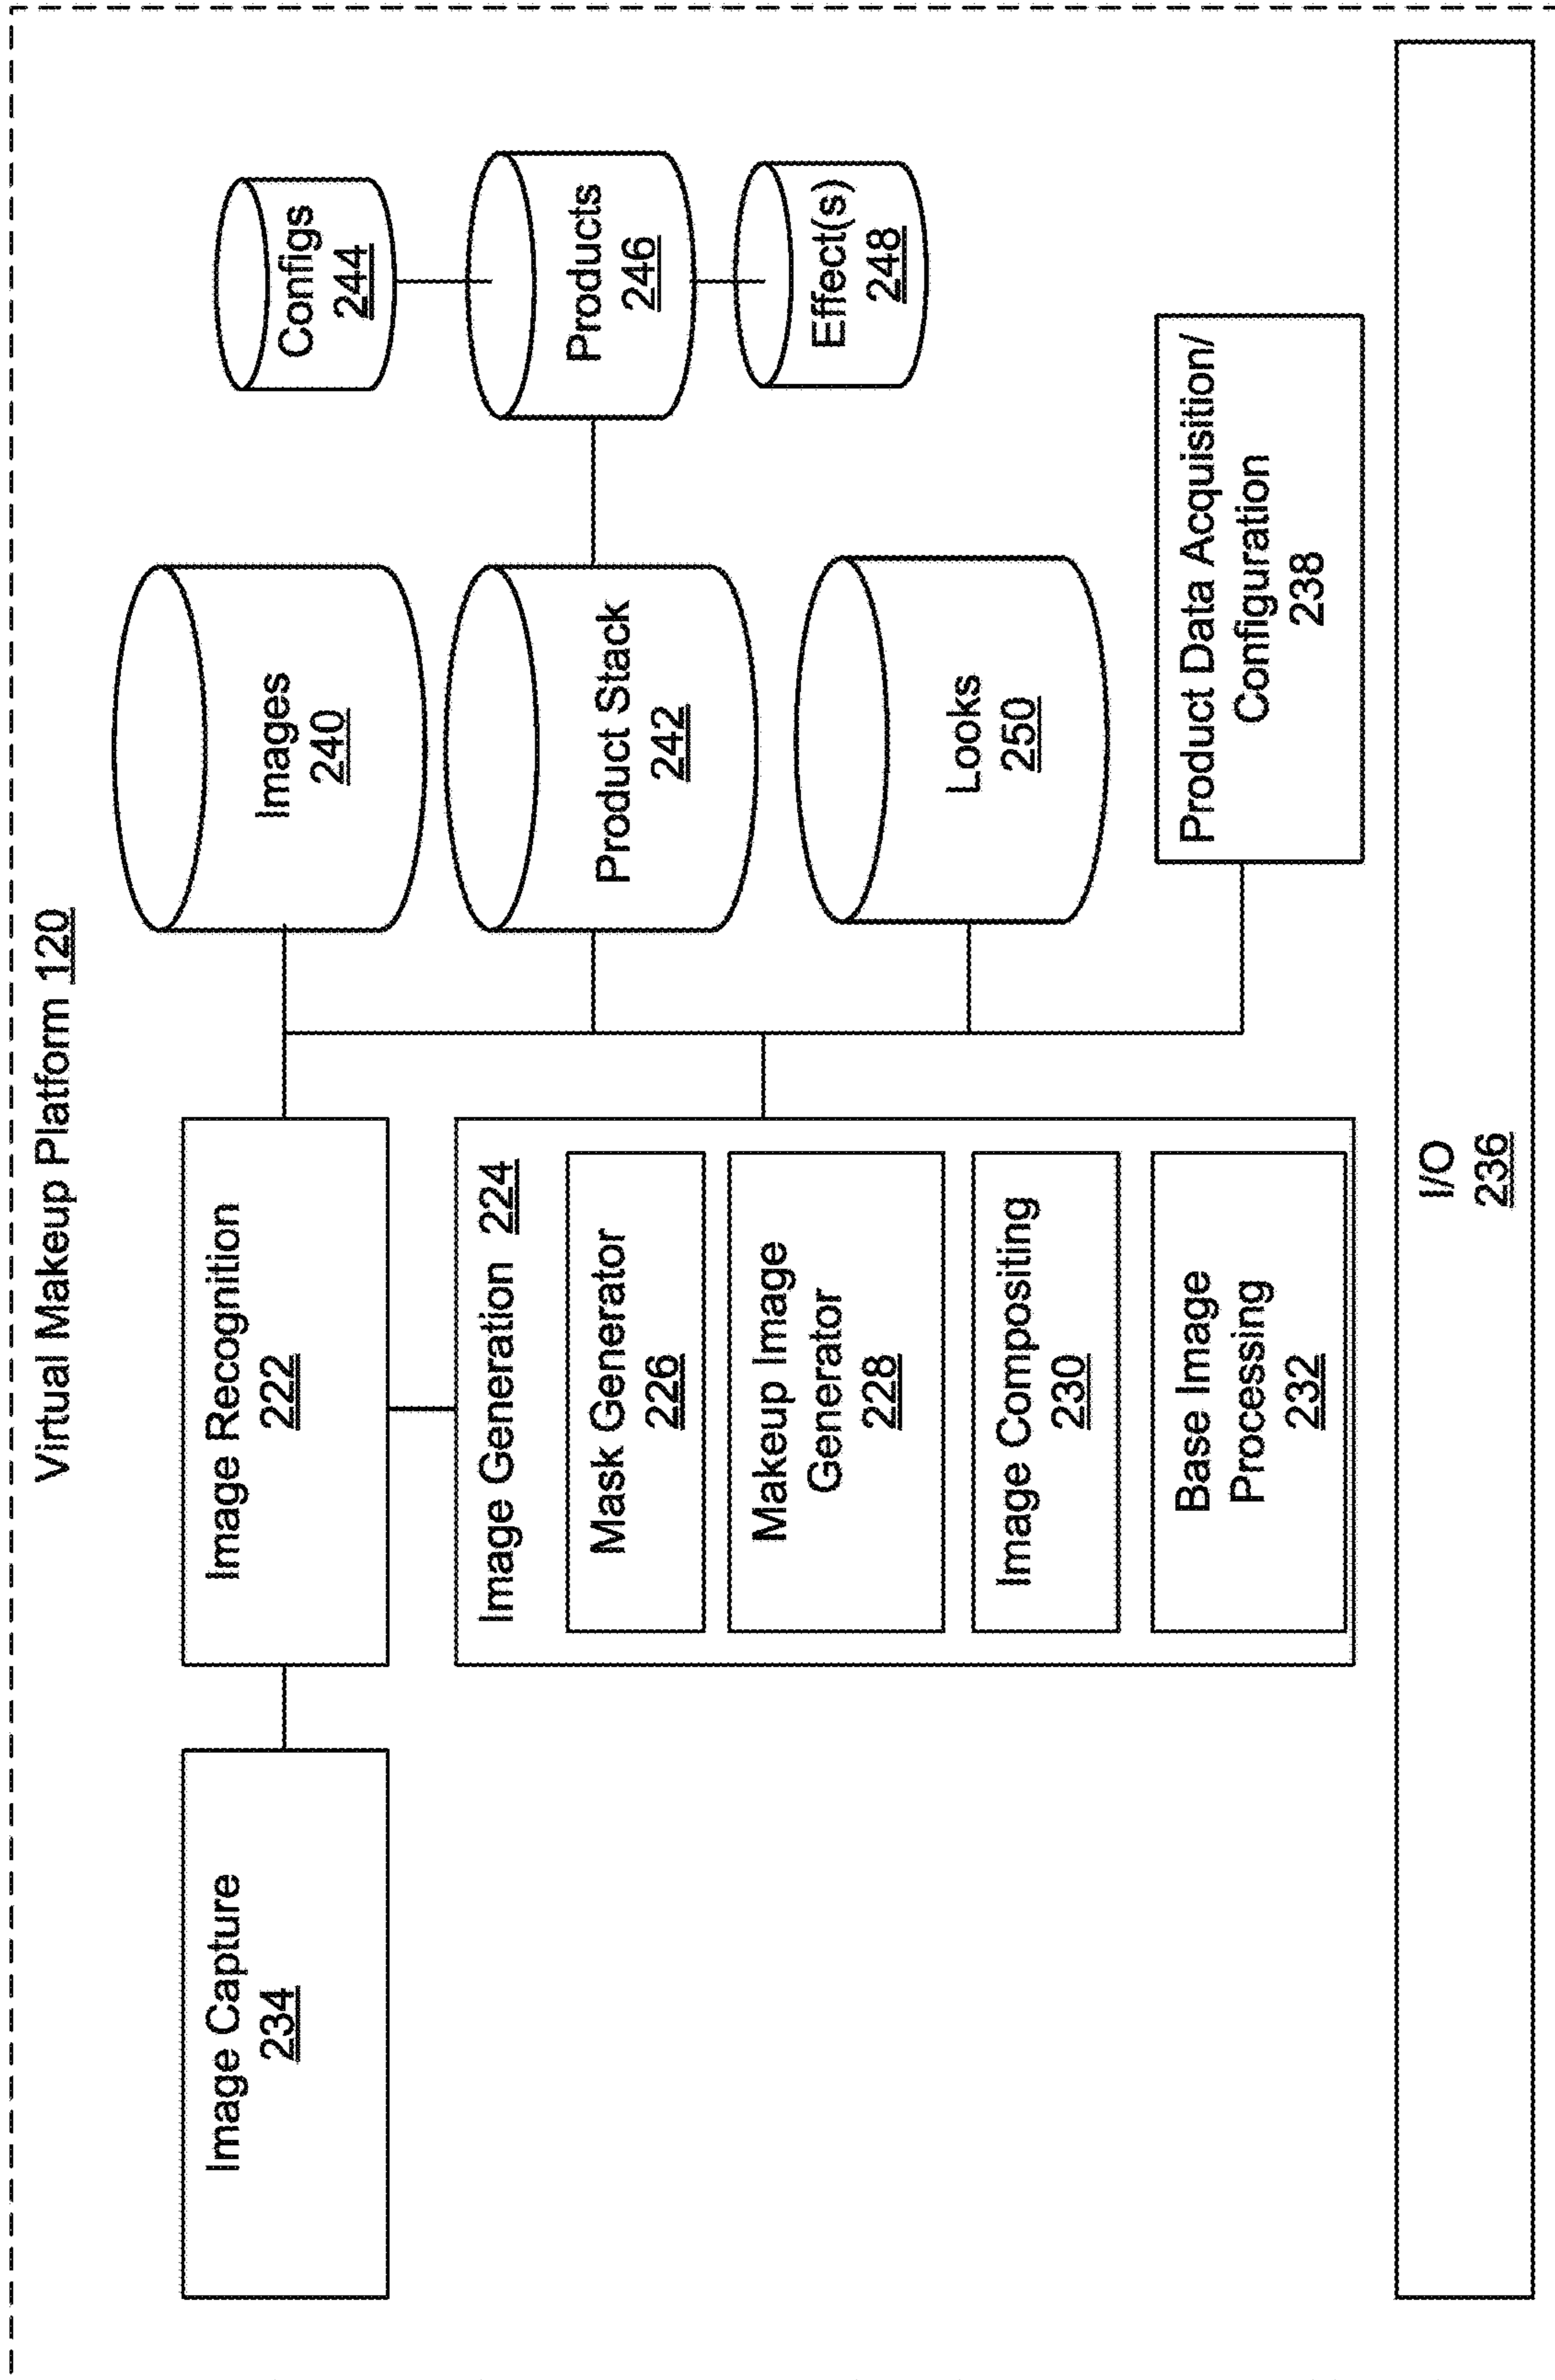 Virtual Makeup Platform 120
Image Capture
234
Image Recognition
222
Image Generation 224
Mask Generator
226
Makeup Image
Generator
228
Image Compositing
230
Base Image
Processing
232
Images
240
Product Stack
242
Looks
250
Configs
244
Products
246
Effect(s)
248
Product Data Acquisition/
Configuration
238
I/O
236